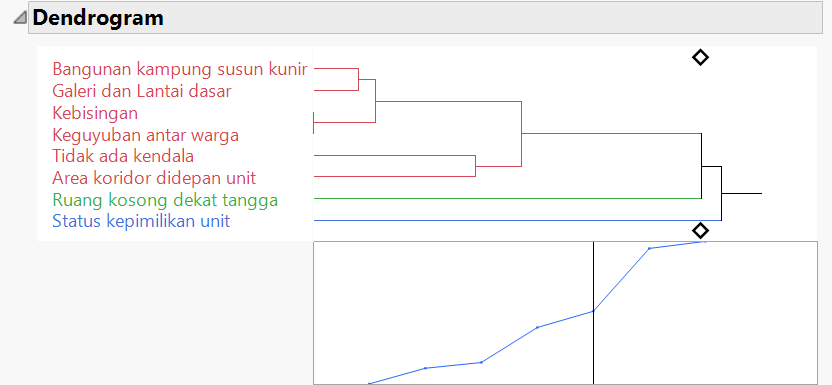 Dendrogram
Bangunan kampung susun kunir
Galeri dan Lantai dasar
Kebisingan
Keguyuban antar warga
Tidak ada kendala
Area koridor didepan unit
Ruang kosong dekat tangga
Status kepimilikan unit